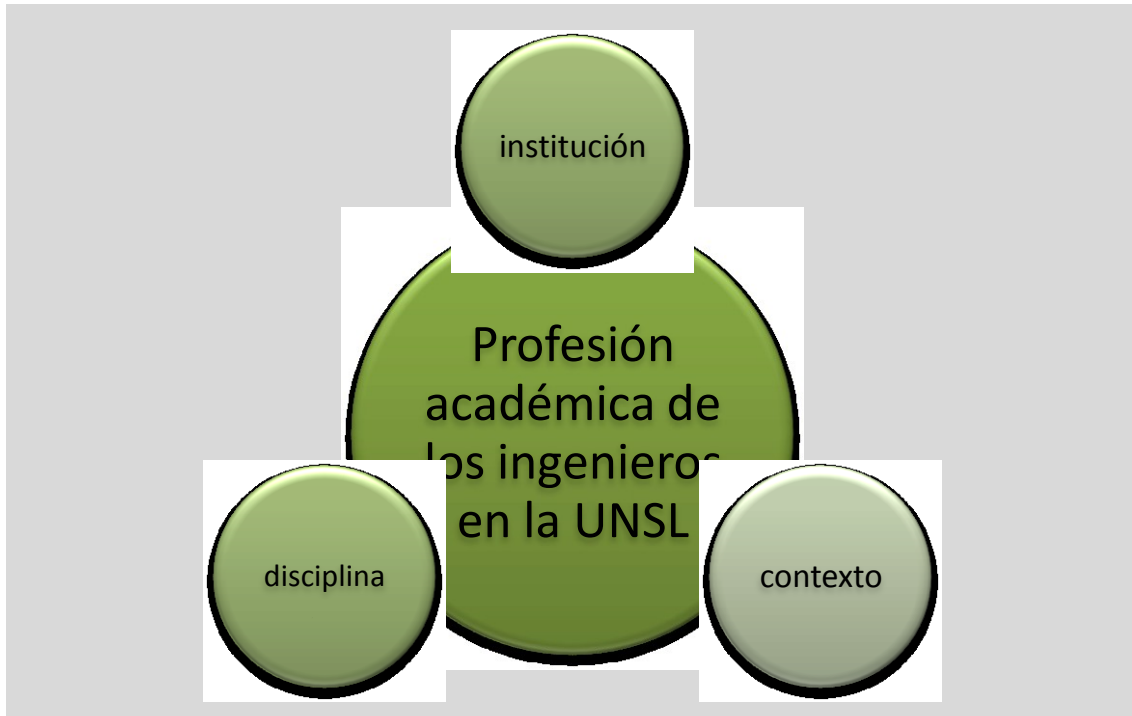 institución
Profesión
académica de
los ingenieros
en la UNSL
disciplina
contexto